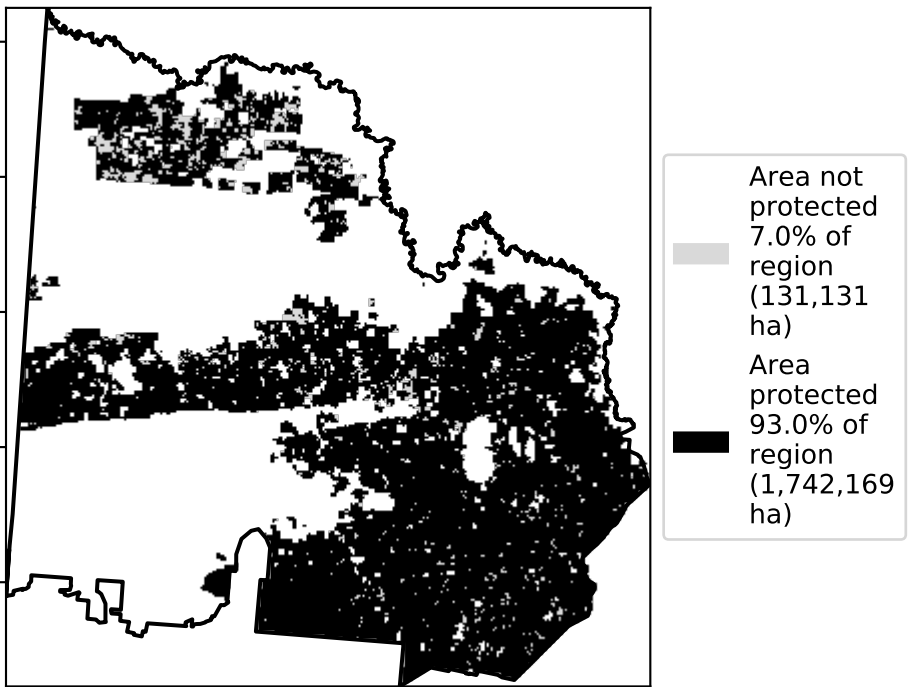 Area not
protected
7.0% of
region
(131,131
ha)
Area
protected
93.0% of
region
(1,742,169
ha)